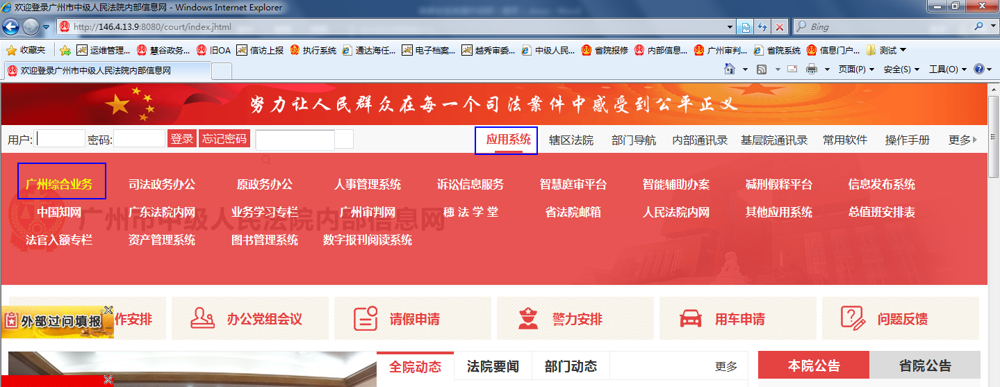 欢迎登录广州市中级人民法院内部信息网 - Windows Internet Explorer
http://146.4.13.9:8080/court/index.jhtml
Bing
收藏夹 运维管理... 慧谷政务... 旧OA 信访上报 执行系统 通达海任... 电子档案... 越秀审委... 中级人民... 省院报修 内部信息... 广州审判... 省院系统 信息门户... 测试
欢迎登录广州市中级人民法院内部信息网
页面(P) 安全(S) 工具(O)
努力让人民群众在每一个司法案件中感受到公平正义
用户: 密码: 登录 忘记密码 应用系统 辖区法院 部门导航 内部通讯录 基层院通讯录 常用软件 操作手册 更多
广州综合业务 司法政务办公 原政务办公 人事管理系统 诉讼信息服务 智慧庭审平台 智能辅助办案 减刑假释平台 信息发布系统
中国知网 广东法院内网 业务学习专栏 广州审判网 穗 法 学 堂 省法院邮箱 人民法院内网 其他应用系统 总值班安排表
广州市中级人民法院内部信息网
法官入额专栏 资产管理系统 图书管理系统 数字报刊阅读系统
外部过问填报 作安排 办公党组会议 请假申请 警力安排 用车申请 问题反馈
全院动态 法院要闻 部门动态 更多 本院公告 省院公告